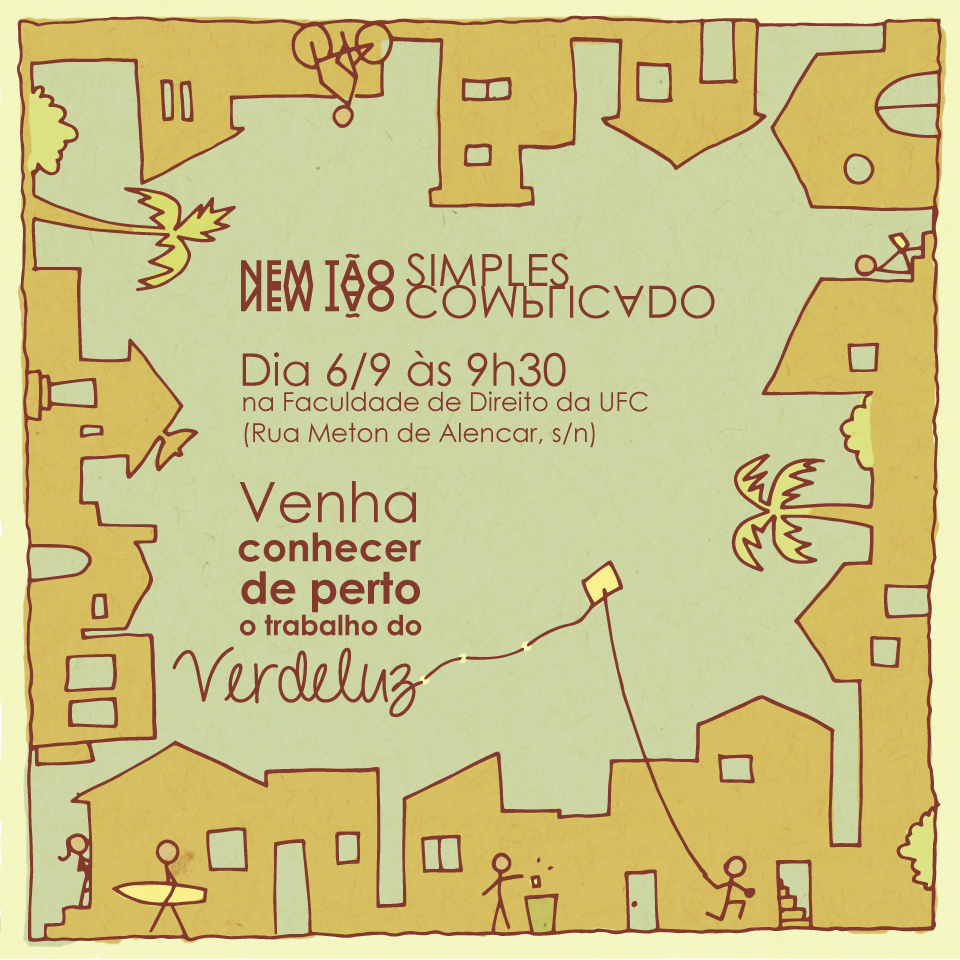 NEM TÃO SIMPLES
NEM TÃO COMPLICADO
Dia 6/9 às 9h30
na Faculdade de Direito da UFC
(Rua Meton de Alencar, s/n)
Venha
conhecer
de perto
o trabalho do
Verdeluz